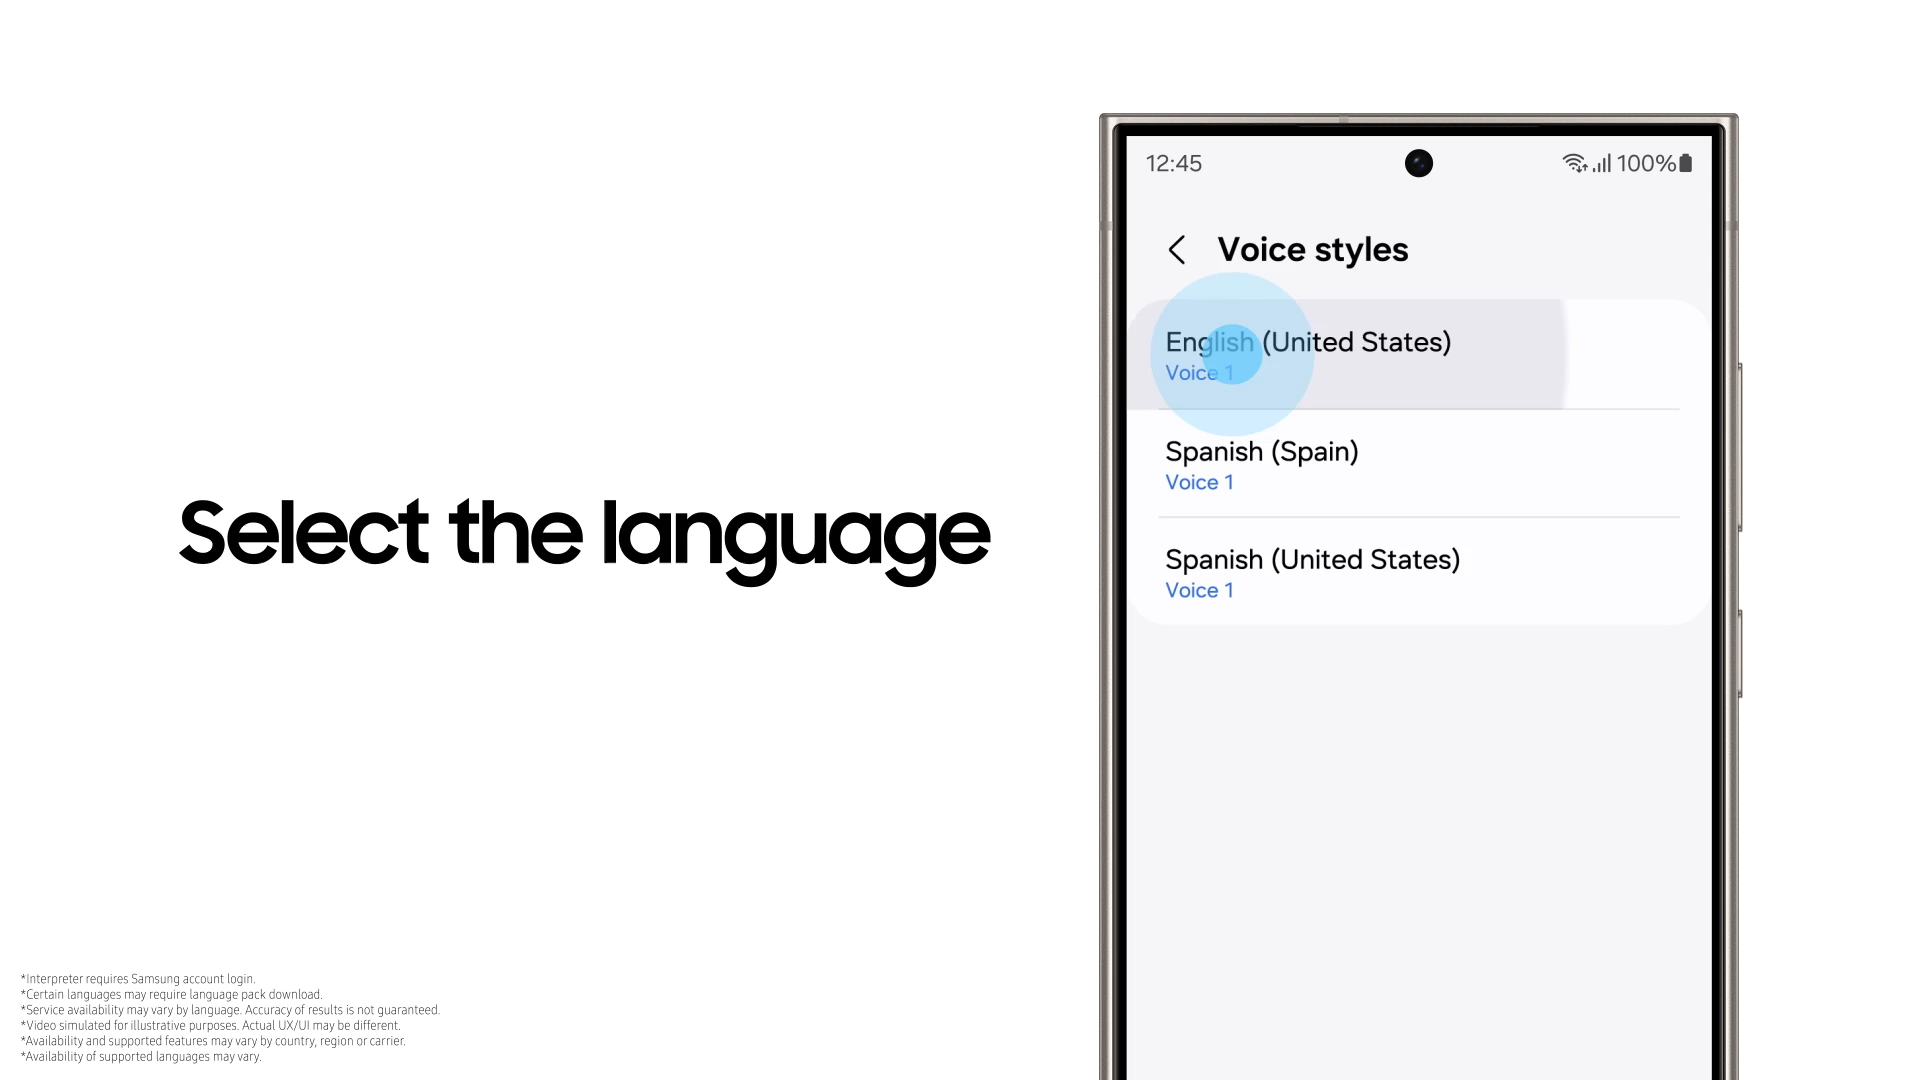 Select the language
12:45
100%
Voice styles
English (United States)
Voice 1
Spanish (Spain)
Voice 1
Spanish (United States)
Voice 1
*Interpreter requires Samsung account login.
*Certain languages may require language pack download.
*Service availability may vary by language. Accuracy of results is not guaranteed.
*Video simulated for illustrative purposes. Actual UX/UI may be different.
*Availability and supported features may vary by country, region or carrier.
*Availability of supported languages may vary.